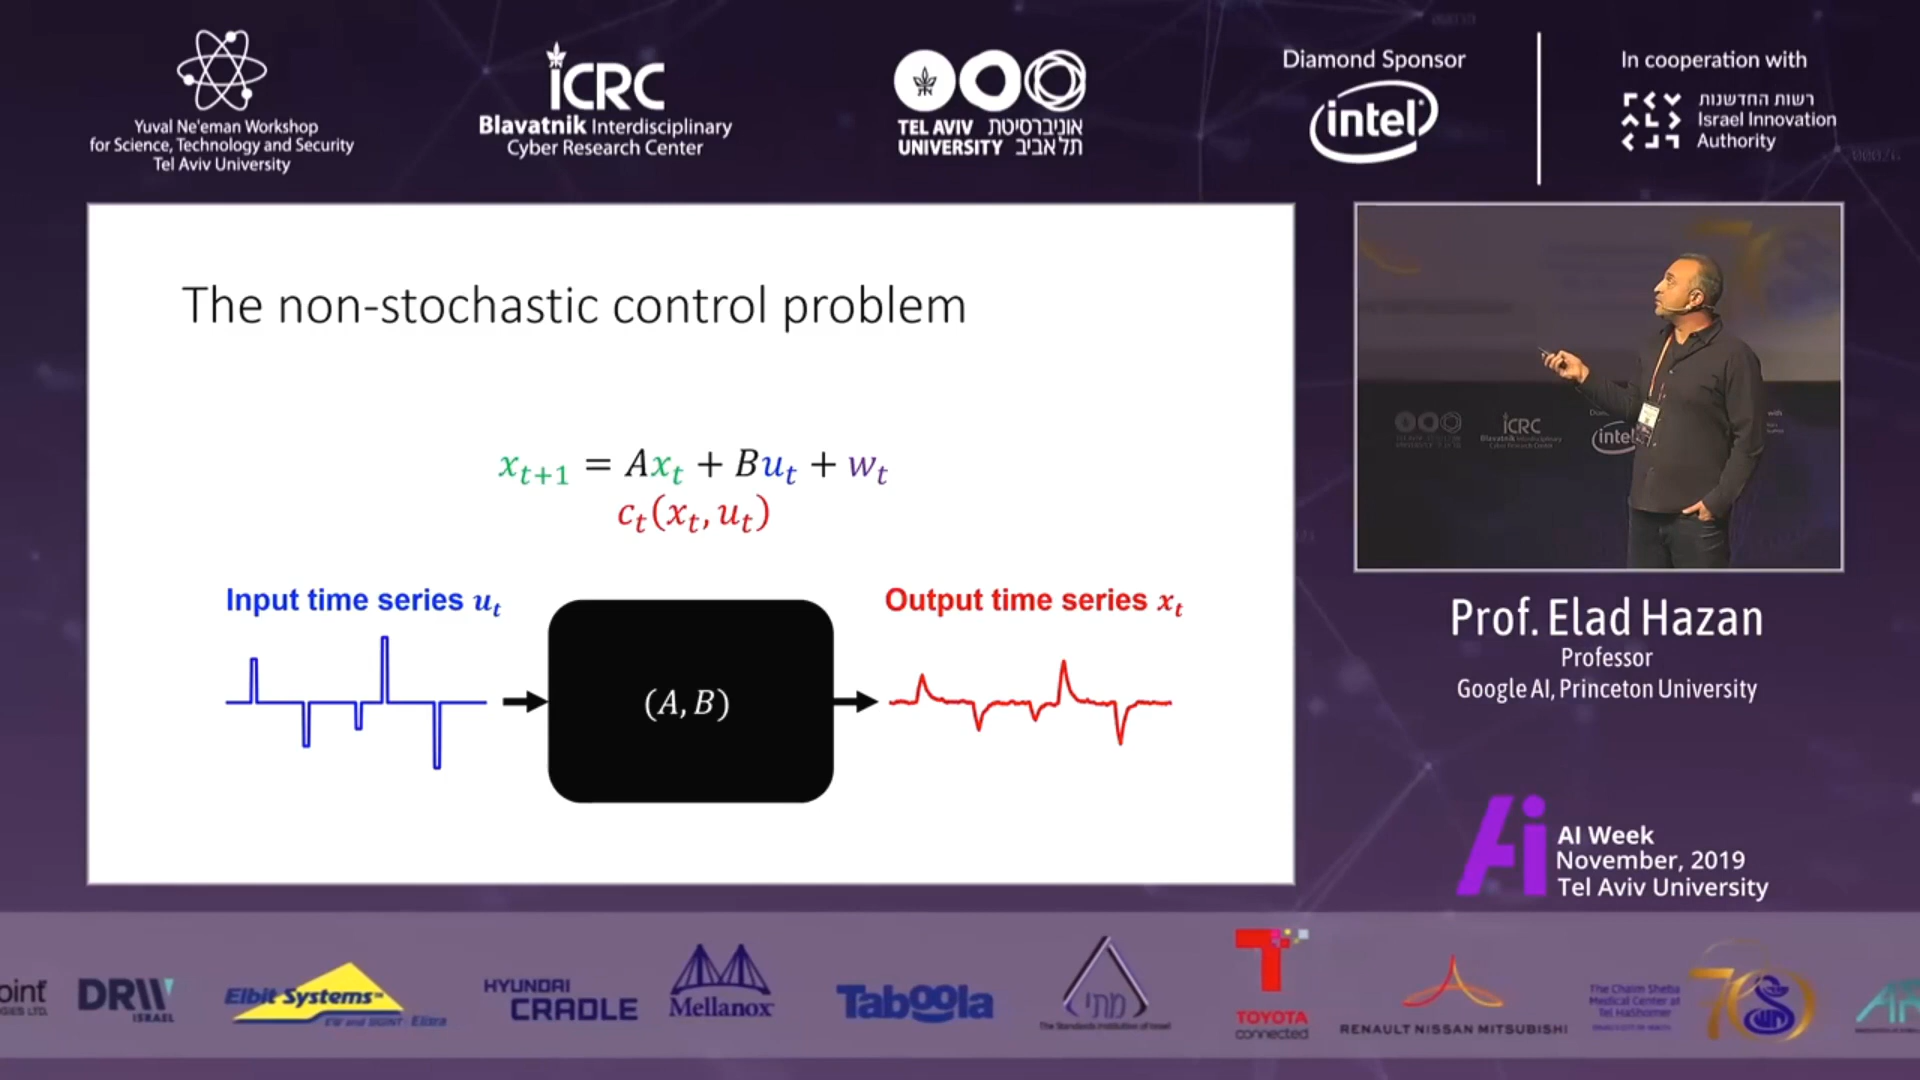 Yuval Ne'eman Workshop
for Science, Technology and Security
Tel Aviv University
ICRC
Blavatnik Interdisciplinary
Cyber Research Center
TEL AVIV אוניברסיטת
UNIVERSITY תל אביב
Diamond Sponsor
intel
In cooperation with
רשות החדשנות
Israel Innovation
Authority
The non-stochastic control problem
x_{t+1} = Ax_t + Bu_t + w_t
c_t(x_t, u_t)
Input time series u_t
(A, B)
Output time series x_t
ICRC
intel
Prof. Elad Hazan
Professor
Google AI, Princeton University
Ai
AI Week
November, 2019
Tel Aviv University
oint
DRW
ISRAEL
Elbit Systems
HYUNDAI
CRADLE
Mellanox
Taboola
מתי
The Standards Institution of Israel
TOYOTA
connected
RENAULT NISSAN MITSUBISHI
The Chaim Sheba
Medical Center at
Tel HaShomer
70